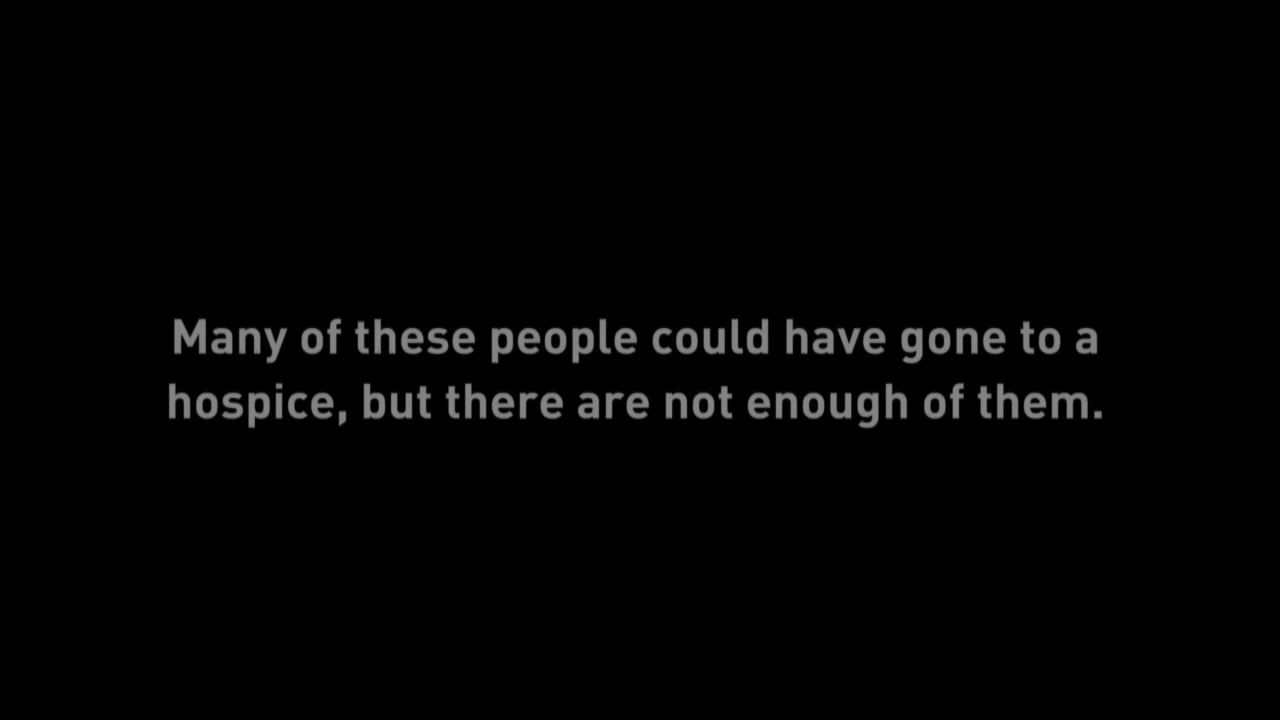 Many of these people could have gone to a
hospice, but there are not enough of them.